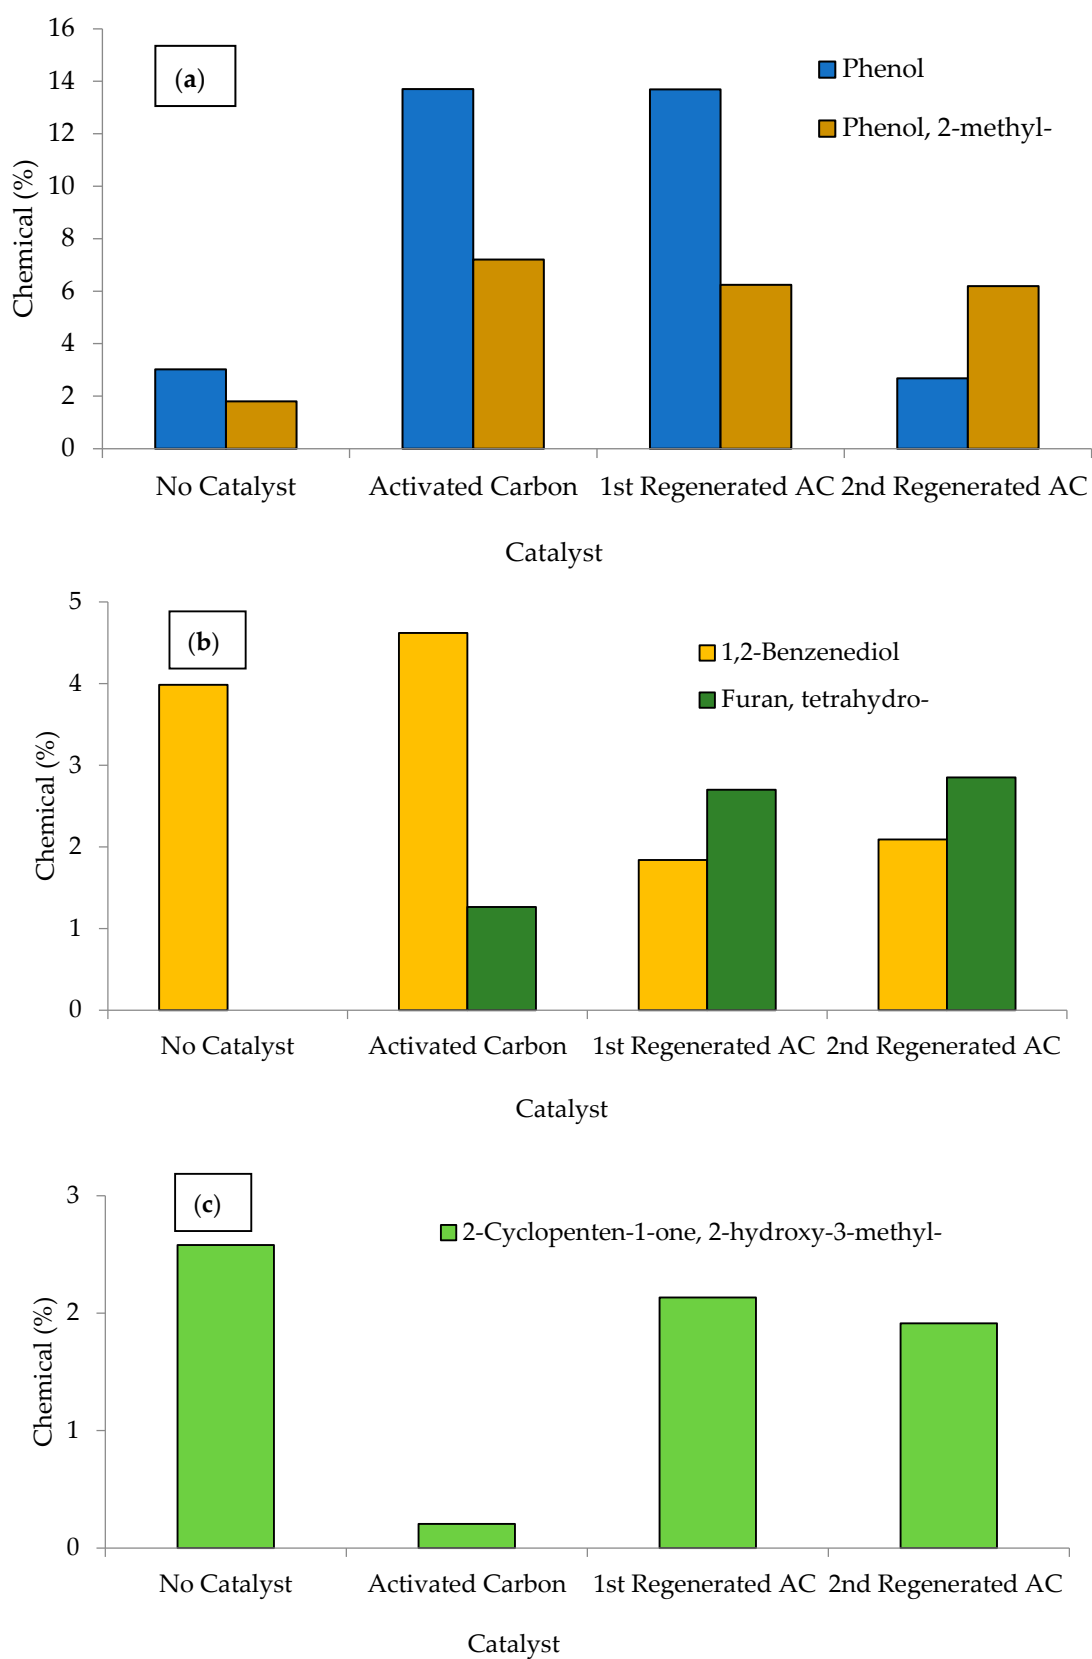 16
14
12
10
8
6
4
2
0
Chemical (%)
(a)
Phenol
Phenol, 2-methyl-
No Catalyst
Activated Carbon
1st Regenerated AC
2nd Regenerated AC
Catalyst
5
4
3
2
1
0
Chemical (%)
(b)
1,2-Benzenediol
Furan, tetrahydro-
No Catalyst
Activated Carbon
1st Regenerated AC
2nd Regenerated AC
Catalyst
3
2
1
0
Chemical (%)
(c)
2-Cyclopenten-1-one, 2-hydroxy-3-methyl-
No Catalyst
Activated Carbon
1st Regenerated AC
2nd Regenerated AC
Catalyst